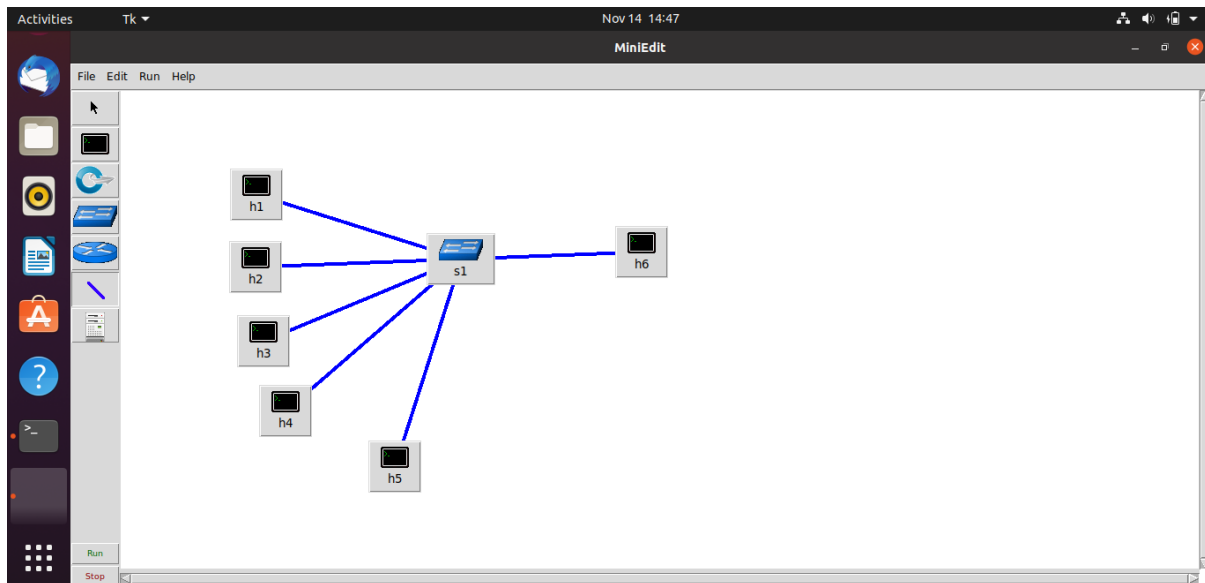 Activities Tk Nov 14 14:47
MiniEdit
File Edit Run Help
h1
h2
s1
h6
h3
h4
h5
Run
Stop